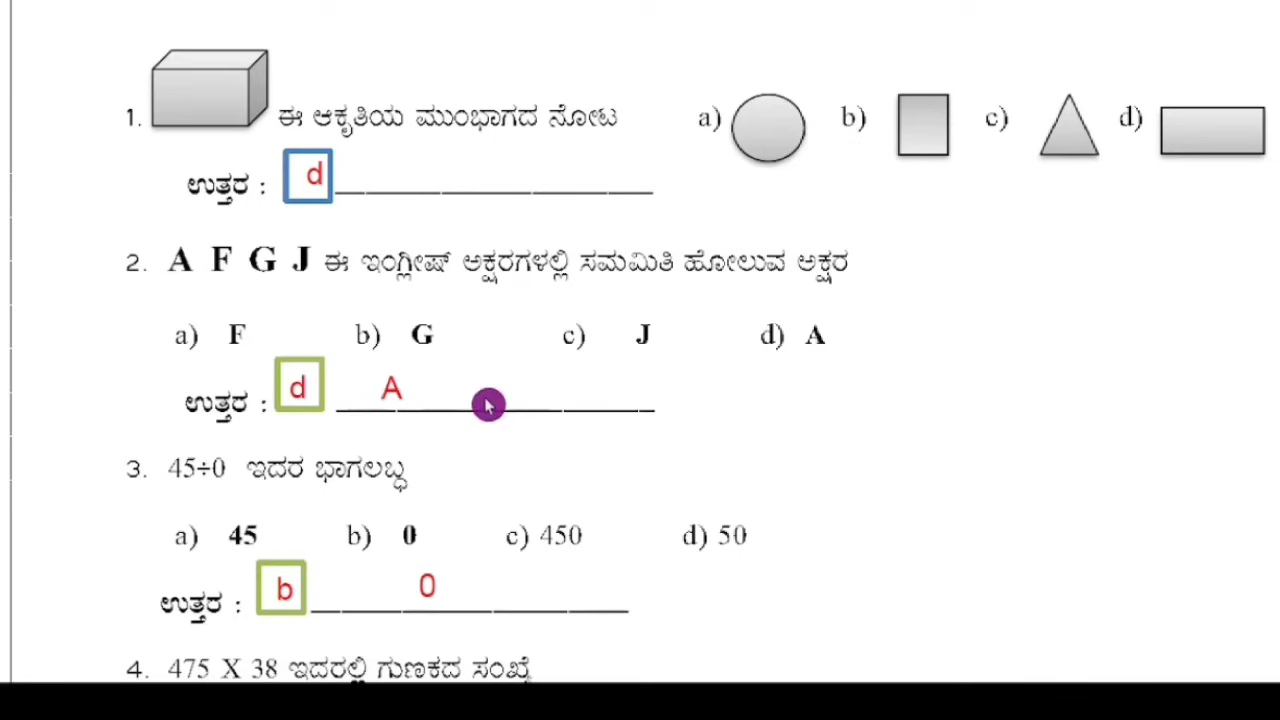 1. ಈ ಆಕೃತಿಯ ಮುಂಭಾಗದ ನೋಟ a) b) c) d)
ಉತ್ತರ : d
2. A F G J ಈ ಇಂಗ್ಲೀಷ್ ಅಕ್ಷರಗಳಲ್ಲಿ ಸಮಮಿತಿ ಹೋಲುವ ಅಕ್ಷರ
a) F b) G c) J d) A
ಉತ್ತರ : d A
3. 45÷0 ಇದರ ಭಾಗಲಬ್ಧ
a) 45 b) 0 c) 450 d) 50
ಉತ್ತರ : b 0
4. 475 X 38 ಇದರಲ್ಲಿ ಗುಣಕದ ಸಂಖ್ಯೆ